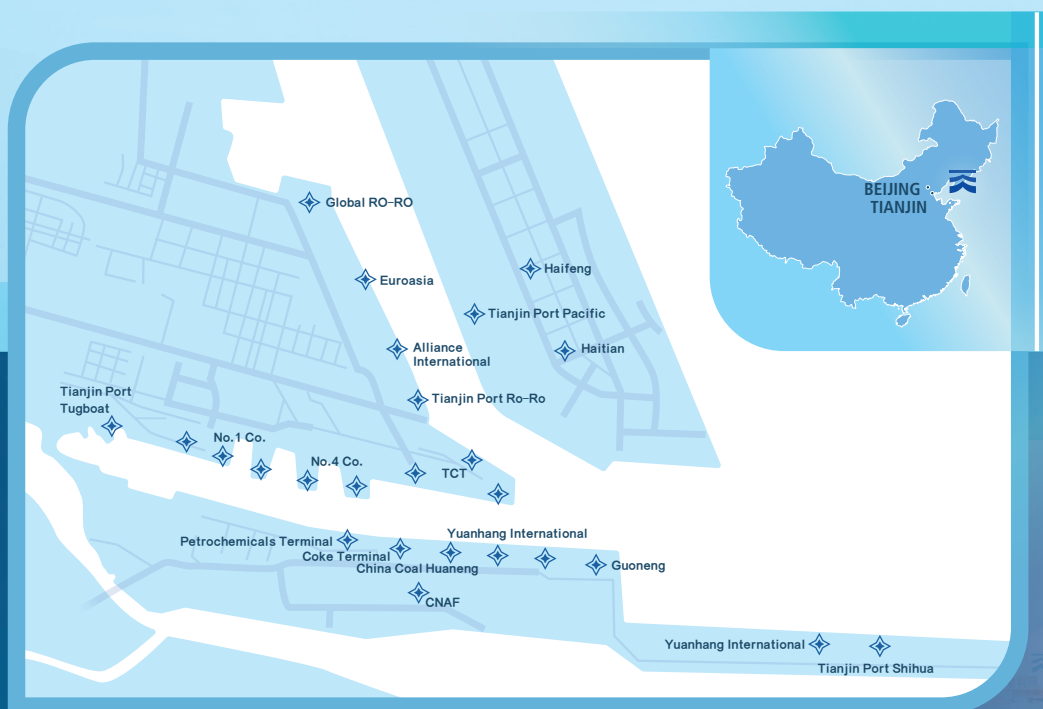 BEIJING
TIANJIN
Global RO-RO
Haifeng
Euroasia
Tianjin Port Pacific
Alliance
International
Haitian
Tianjin Port
Tugboat
Tianjin Port Ro-Ro
No.1 Co.
No.4 Co.
TCT
Yuanhang International
Petrochemicals Terminal
Coke Terminal
China Coal Huaneng
Guoneng
CNAF
Yuanhang International
Tianjin Port Shihua